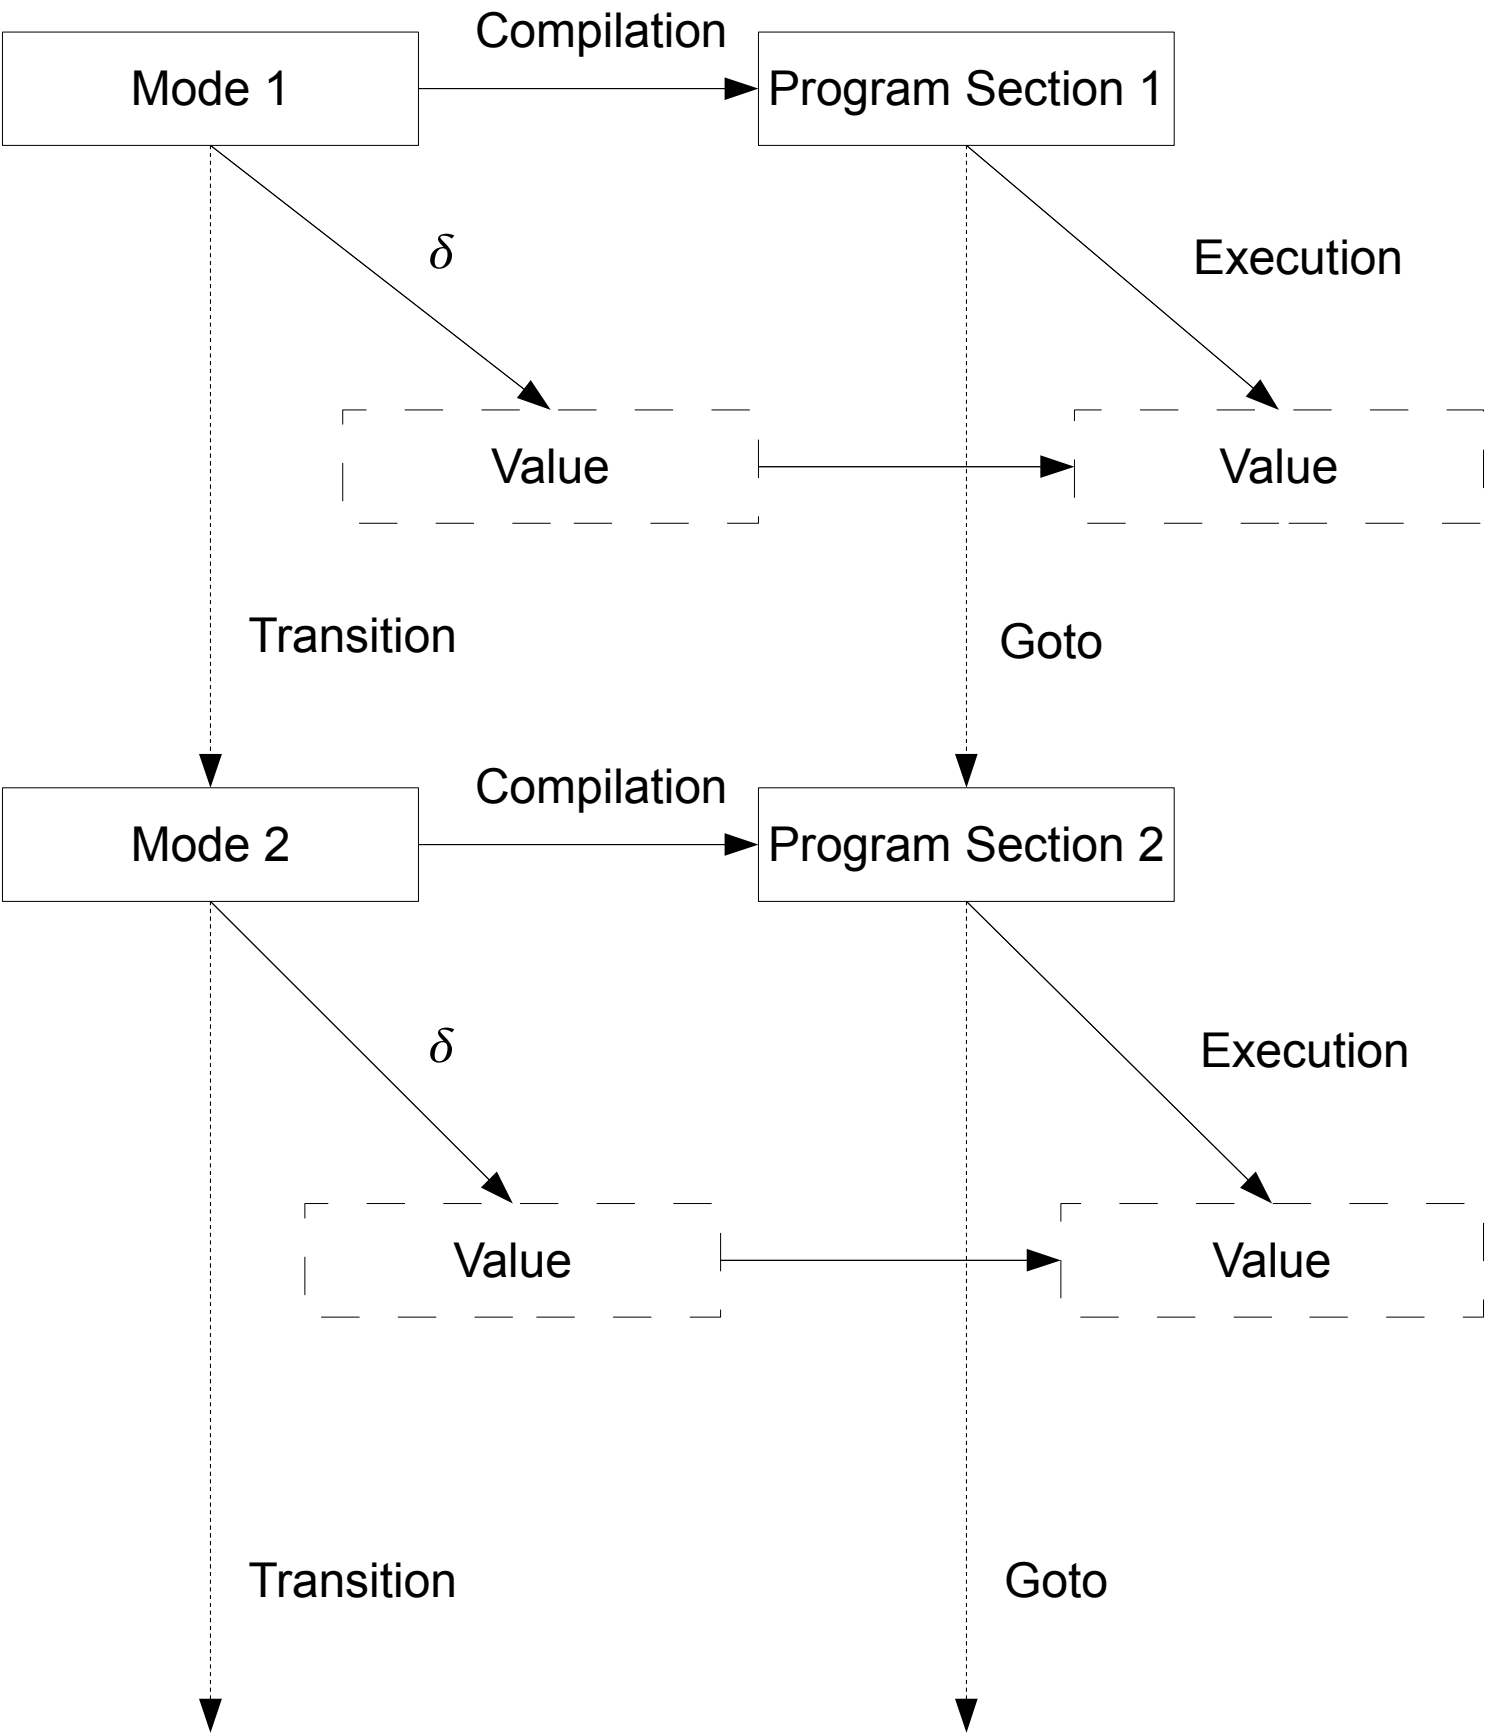 Compilation
Mode 1
Program Section 1
δ
Execution
Value
Value
Transition
Goto
Compilation
Mode 2
Program Section 2
δ
Execution
Value
Value
Transition
Goto